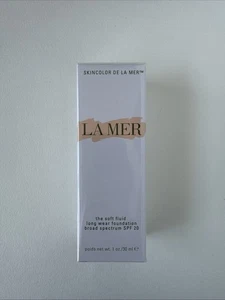 SKINCOLOR DE LA MER™
LA MER
the soft fluid
long wear foundation
broad spectrum SPF 20